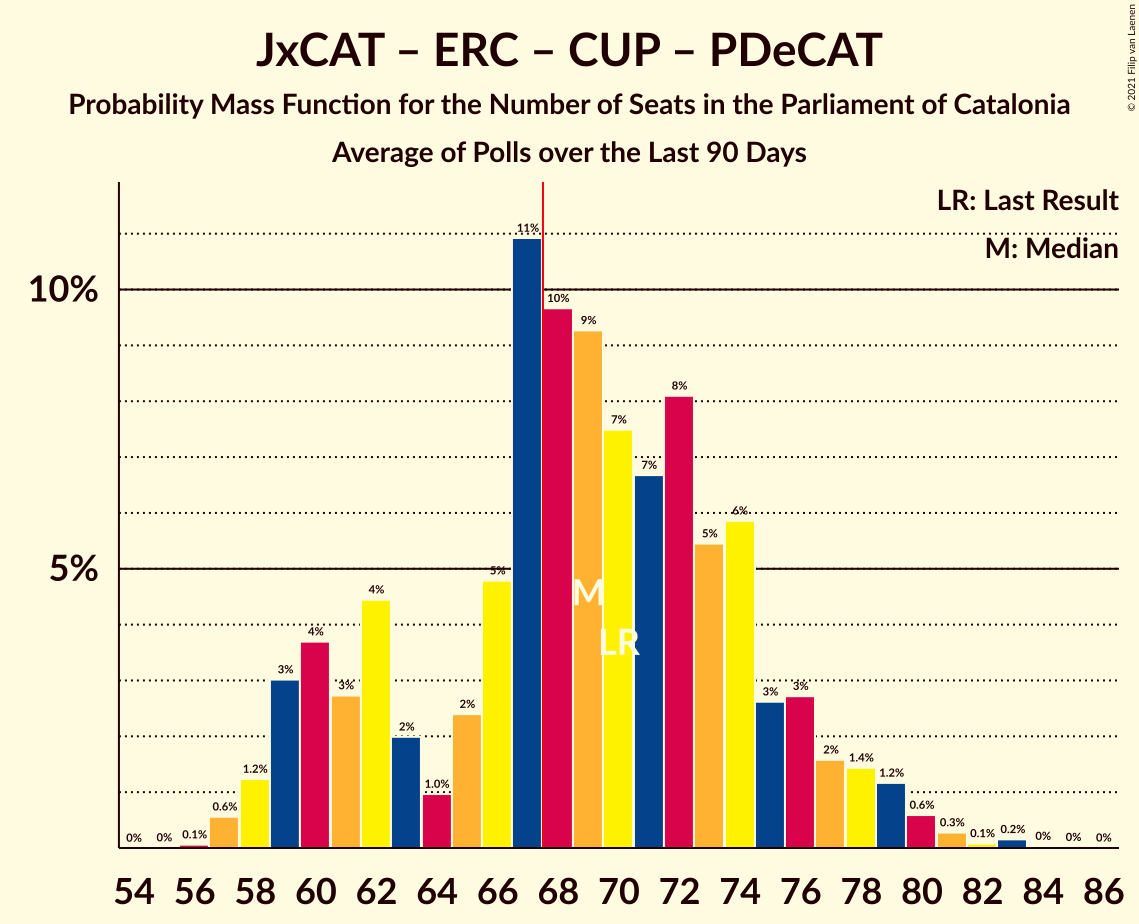 JxCAT – ERC – CUP – PDeCAT
Probability Mass Function for the Number of Seats in the Parliament of Catalonia
Average of Polls over the Last 90 Days
© 2021 Filip van Laenen
LR: Last Result
M: Median
10%
5%
0% 0% 0.1% 0.6% 1.2% 3% 4% 3% 4% 2% 1.0% 2% 5% 11% 10% 9% 7% 7% 8% 5% 6% 3% 3% 2% 1.4% 1.2% 0.6% 0.3% 0.1% 0.2% 0% 0% 0%
M
LR
54 56 58 60 62 64 66 68 70 72 74 76 78 80 82 84 86